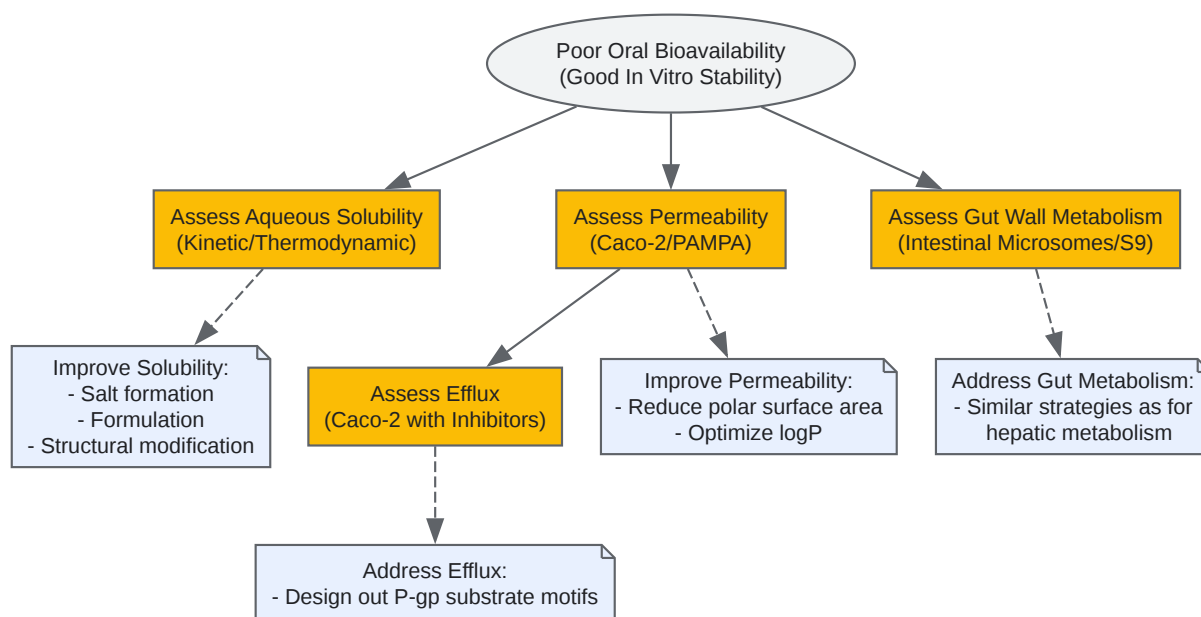 Poor Oral Bioavailability
(Good In Vitro Stability)
Assess Aqueous Solubility
(Kinetic/Thermodynamic)
Assess Permeability
(Caco-2/PAMPA)
Assess Gut Wall Metabolism
(Intestinal Microsomes/S9)
Improve Solubility:
- Salt formation
- Formulation
- Structural modification
Assess Efflux
(Caco-2 with Inhibitors)
Improve Permeability:
- Reduce polar surface area
- Optimize logP
Address Gut Metabolism:
- Similar strategies as for
hepatic metabolism
Address Efflux:
- Design out P-gp substrate motifs